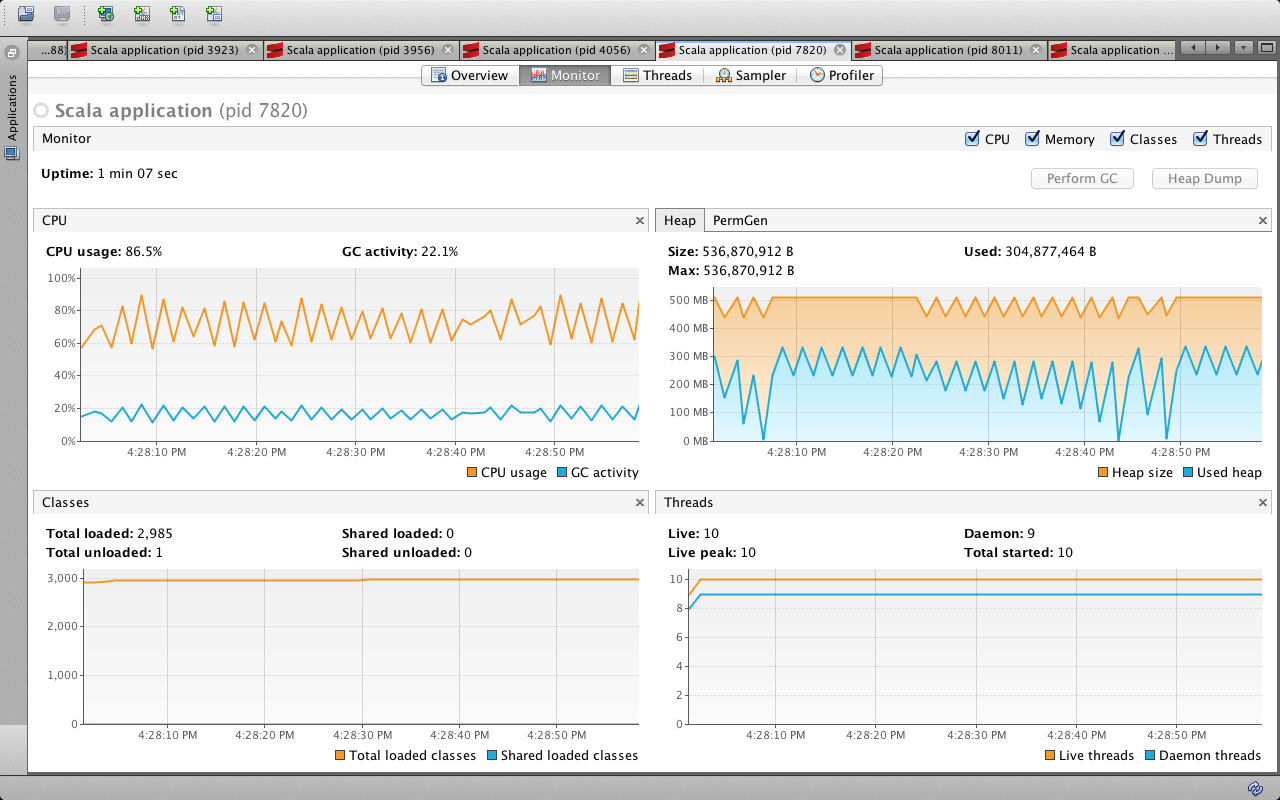 ...88) Scala application (pid 3923) Scala application (pid 3956) Scala application (pid 4056) Scala application (pid 7820) Scala application (pid 8011) Scala application ...
Applications
Overview Monitor Threads Sampler Profiler
Scala application (pid 7820)
Monitor CPU Memory Classes Threads
Uptime: 1 min 07 sec Perform GC Heap Dump
CPU
CPU usage: 86.5% GC activity: 22.1%
100%
80%
60%
40%
20%
0%
4:28:10 PM 4:28:20 PM 4:28:30 PM 4:28:40 PM 4:28:50 PM
CPU usage GC activity
Heap PermGen
Size: 536,870,912 B Used: 304,877,464 B
Max: 536,870,912 B
500 MB
400 MB
300 MB
200 MB
100 MB
0 MB
4:28:10 PM 4:28:20 PM 4:28:30 PM 4:28:40 PM 4:28:50 PM
Heap size Used heap
Classes
Total loaded: 2,985 Shared loaded: 0
Total unloaded: 1 Shared unloaded: 0
3,000
2,000
1,000
0
4:28:10 PM 4:28:20 PM 4:28:30 PM 4:28:40 PM 4:28:50 PM
Total loaded classes Shared loaded classes
Threads
Live: 10 Daemon: 9
Live peak: 10 Total started: 10
10
8
6
4
2
0
4:28:10 PM 4:28:20 PM 4:28:30 PM 4:28:40 PM 4:28:50 PM
Live threads Daemon threads